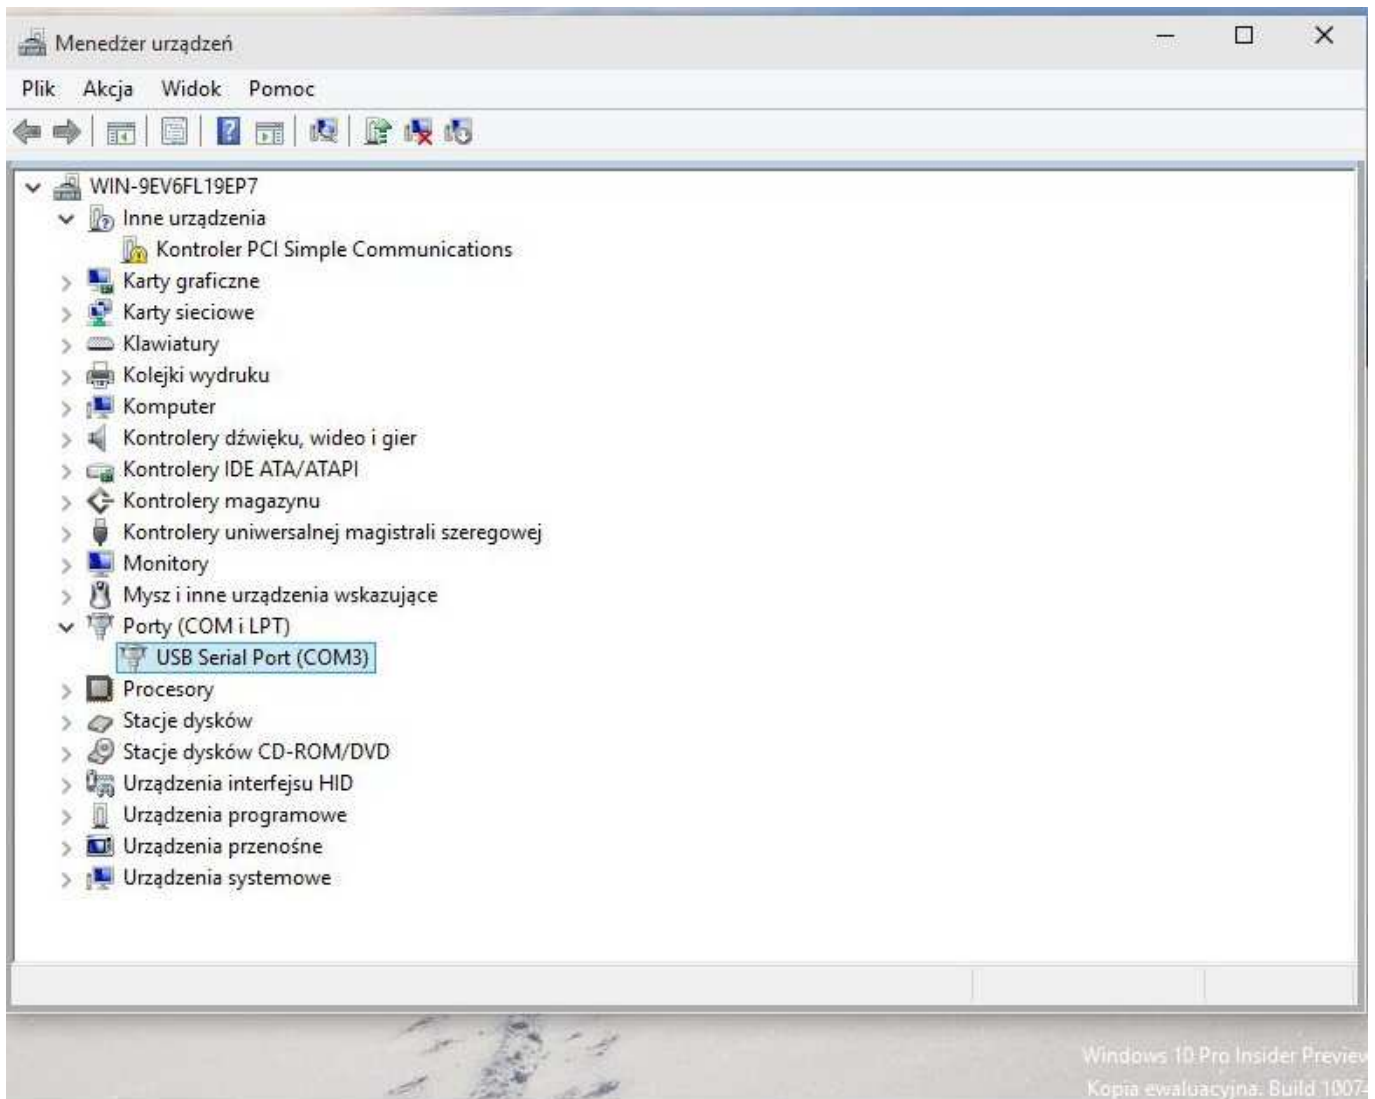 Menedżer urządzeń
Plik Akcja Widok Pomoc
WIN-9EV6FL19EP7
Inne urządzenia
Kontroler PCI Simple Communications
Karty graficzne
Karty sieciowe
Klawiatury
Kolejki wydruku
Komputer
Kontrolery dźwięku, wideo i gier
Kontrolery IDE ATA/ATAPI
Kontrolery magazynu
Kontrolery uniwersalnej magistrali szeregowej
Monitory
Mysz i inne urządzenia wskazujące
Porty (COM i LPT)
USB Serial Port (COM3)
Procesory
Stacje dysków
Stacje dysków CD-ROM/DVD
Urządzenia interfejsu HID
Urządzenia programowe
Urządzenia przenośne
Urządzenia systemowe
Windows 10 Pro Insider Preview
Kopia ewaluacyjna. Build 10074